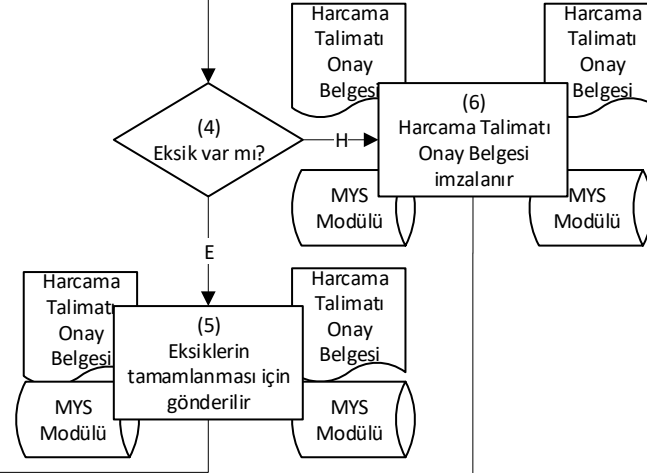 Harcama
Talimatı
Onay
Belgesi
Harcama
Talimatı
Onay
Belgesi
(4)
Eksik var mı?
H
(6)
Harcama Talimatı
Onay Belgesi
imzalanır
MYS
Modülü
MYS
Modülü
E
Harcama
Talimatı
Onay
Belgesi
Harcama
Talimatı
Onay
Belgesi
(5)
Eksiklerin
tamamlanması için
gönderilir
MYS
Modülü
MYS
Modülü